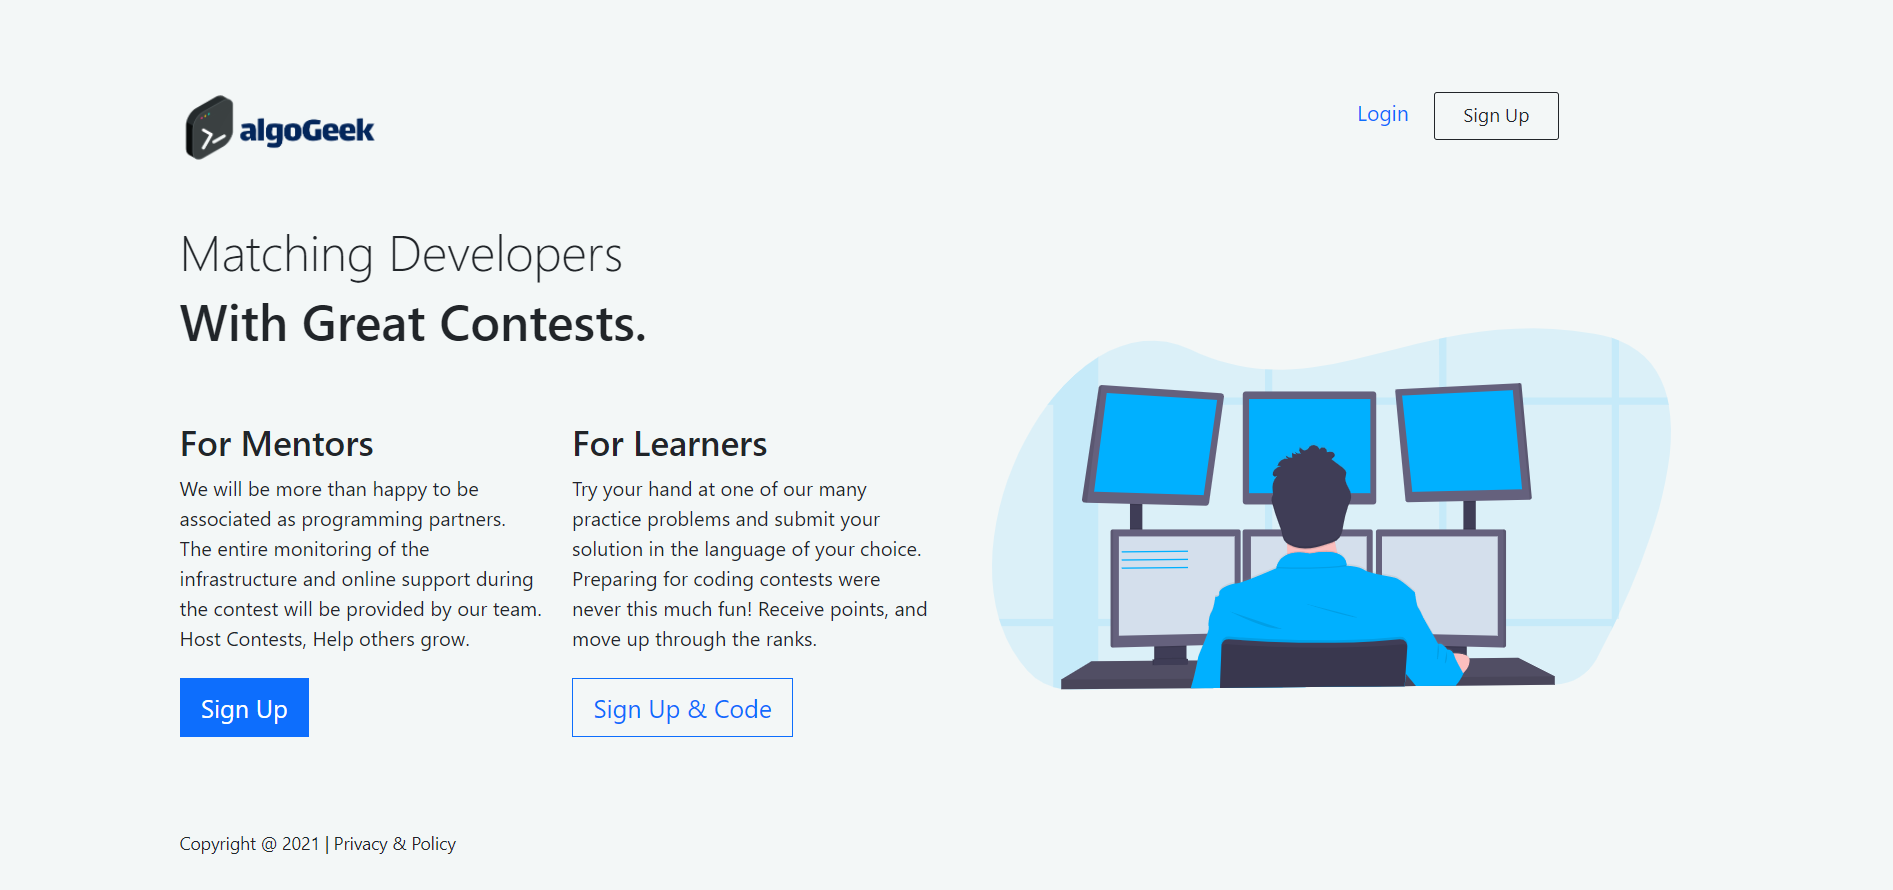 algoGeek
Login
Sign Up
Matching Developers
With Great Contests.
For Mentors
We will be more than happy to be
associated as programming partners.
The entire monitoring of the
infrastructure and online support during
the contest will be provided by our team.
Host Contests, Help others grow.
Sign Up
For Learners
Try your hand at one of our many
practice problems and submit your
solution in the language of your choice.
Preparing for coding contests were
never this much fun! Receive points, and
move up through the ranks.
Sign Up & Code
Copyright @ 2021 | Privacy & Policy